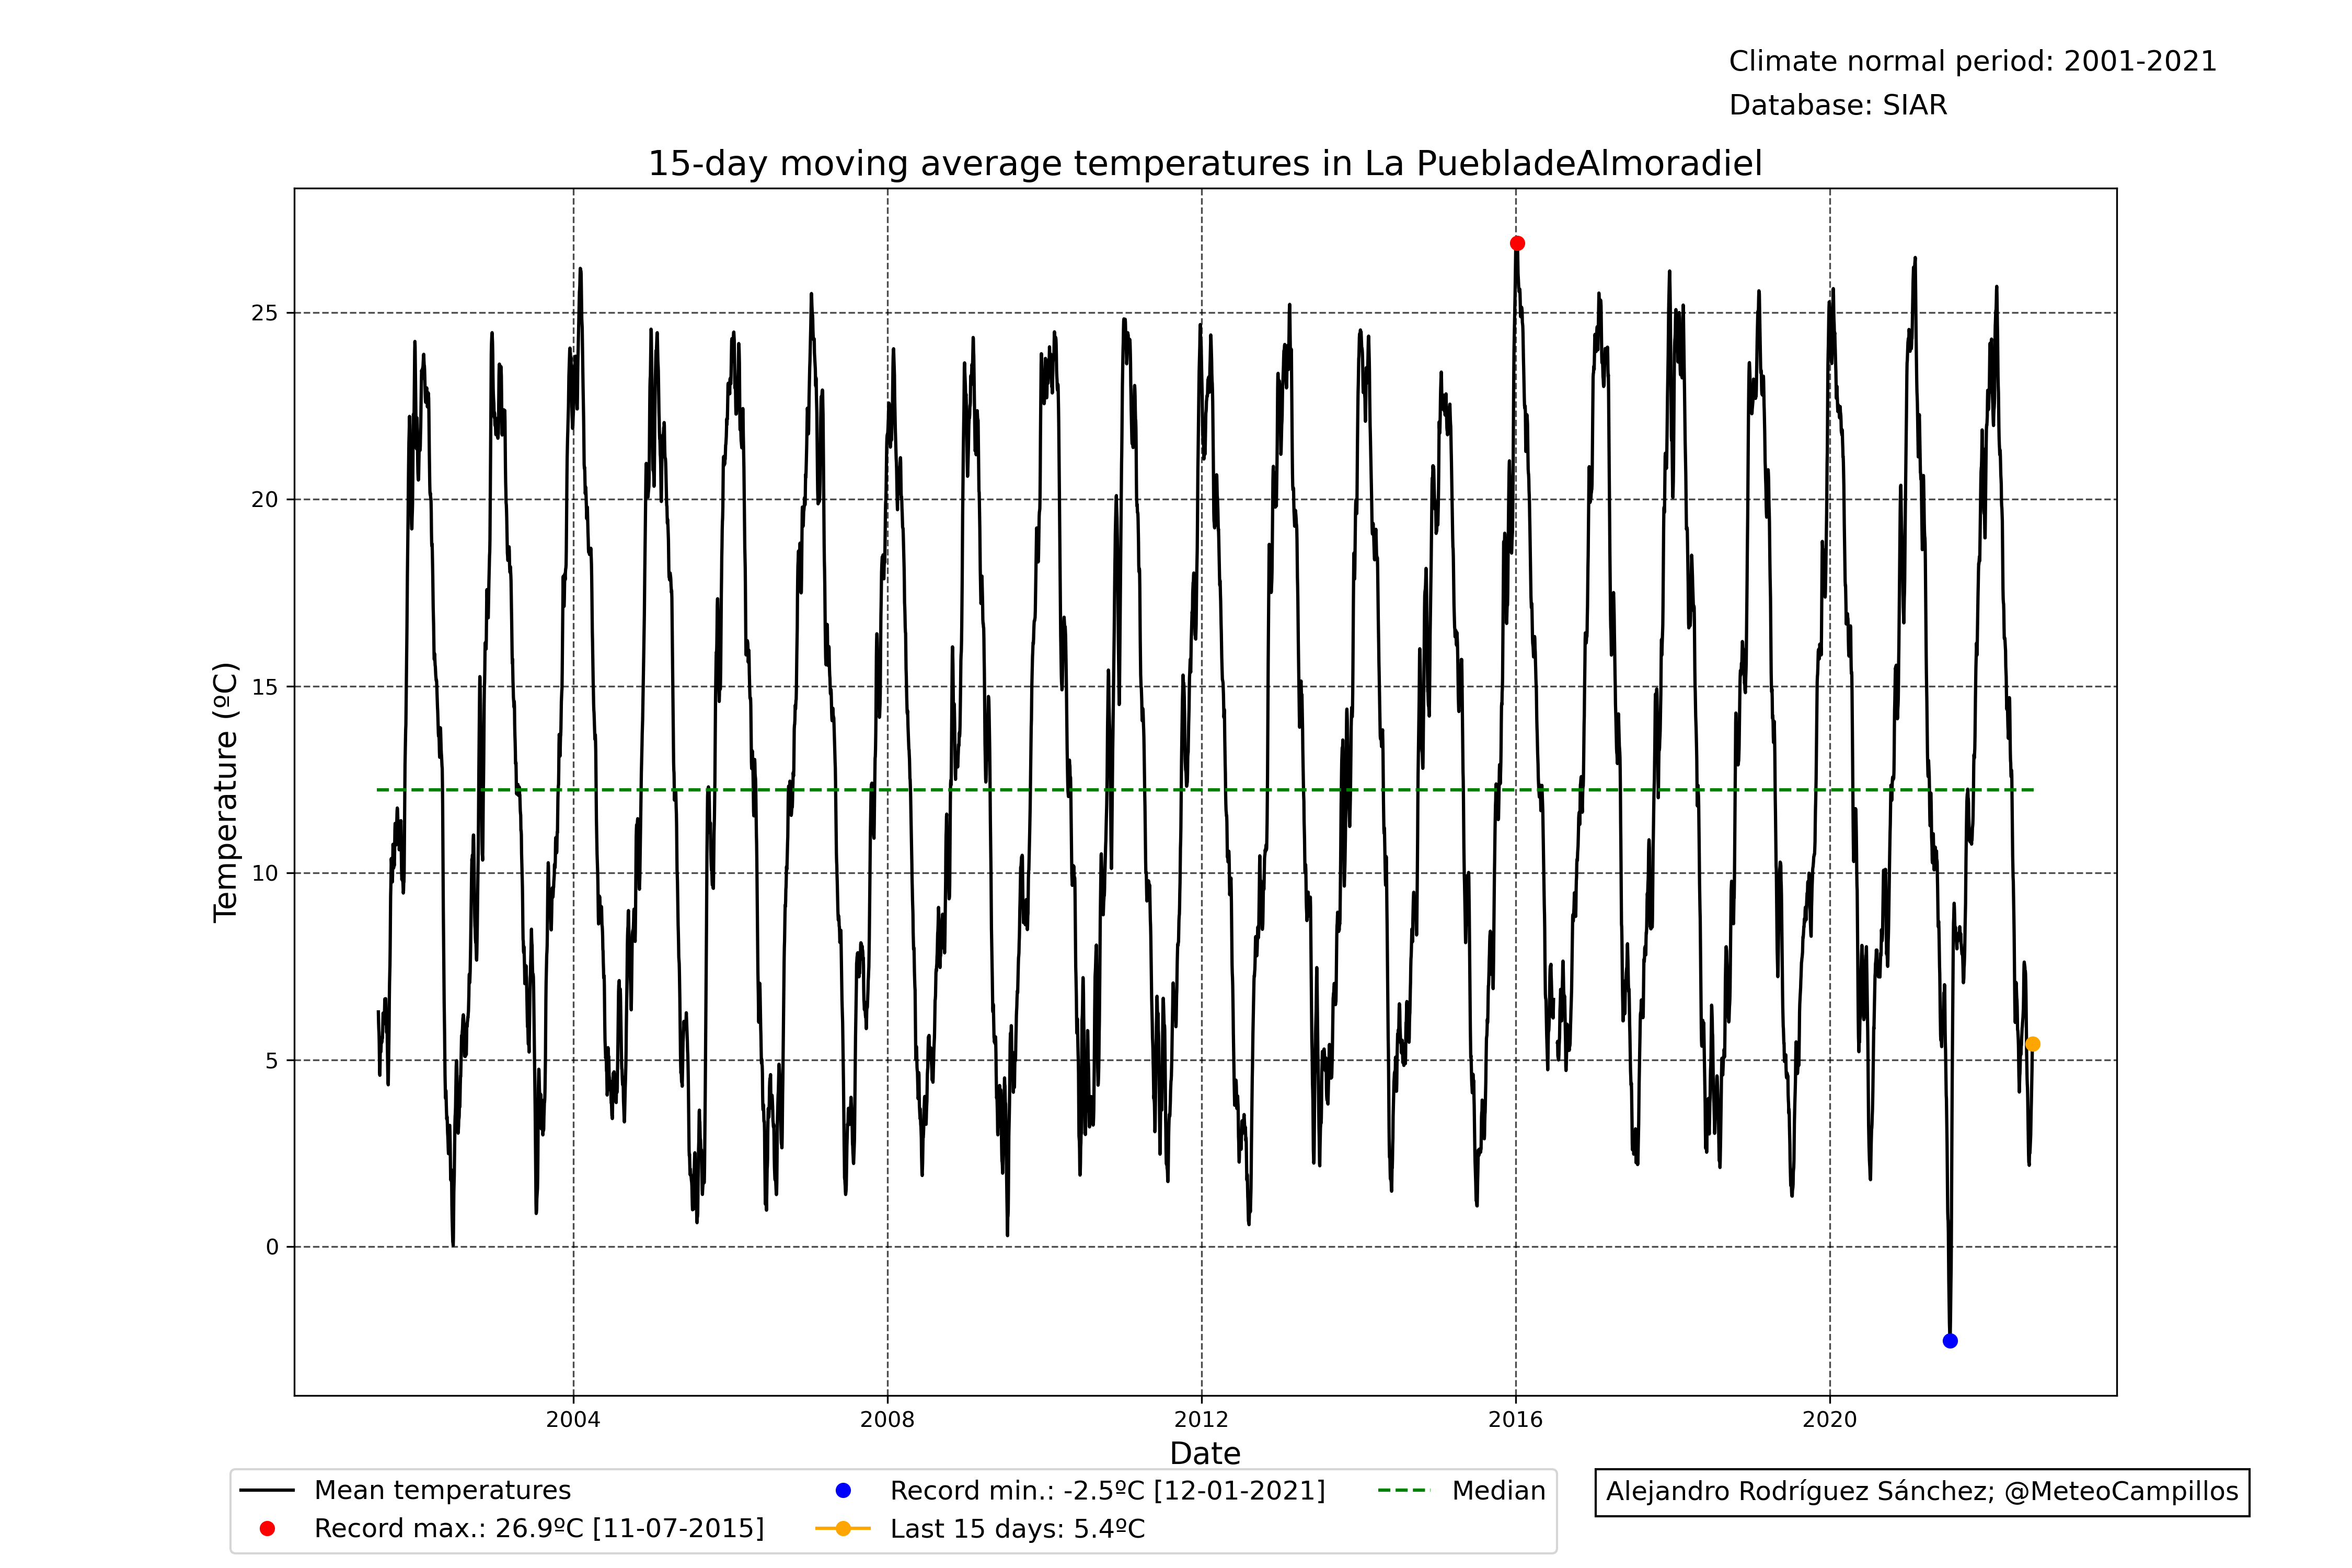 Climate normal period: 2001-2021
Database: SIAR
15-day moving average temperatures in La PuebladeAlmoradiel
Temperature (ºC)
25
20
15
10
5
0
2004
2008
2012
2016
2020
Date
Mean temperatures
Record max.: 26.9ºC [11-07-2015]
Record min.: -2.5ºC [12-01-2021]
Last 15 days: 5.4ºC
Median
Alejandro Rodríguez Sánchez; @MeteoCampillos